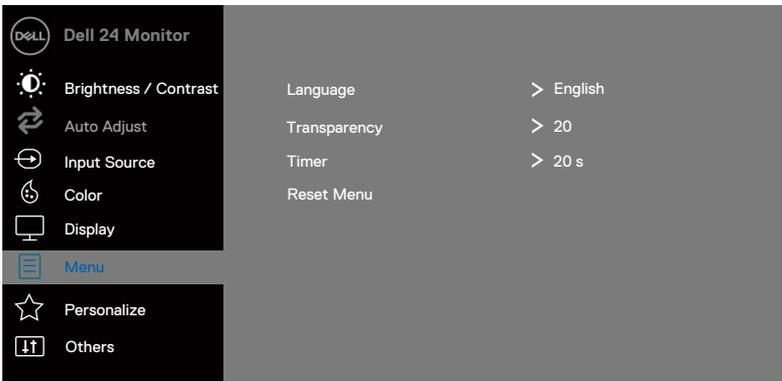 DELL Dell 24 Monitor
Brightness / Contrast
Auto Adjust
Input Source
Color
Display
Menu
Personalize
Others
Language > English
Transparency > 20
Timer > 20 s
Reset Menu